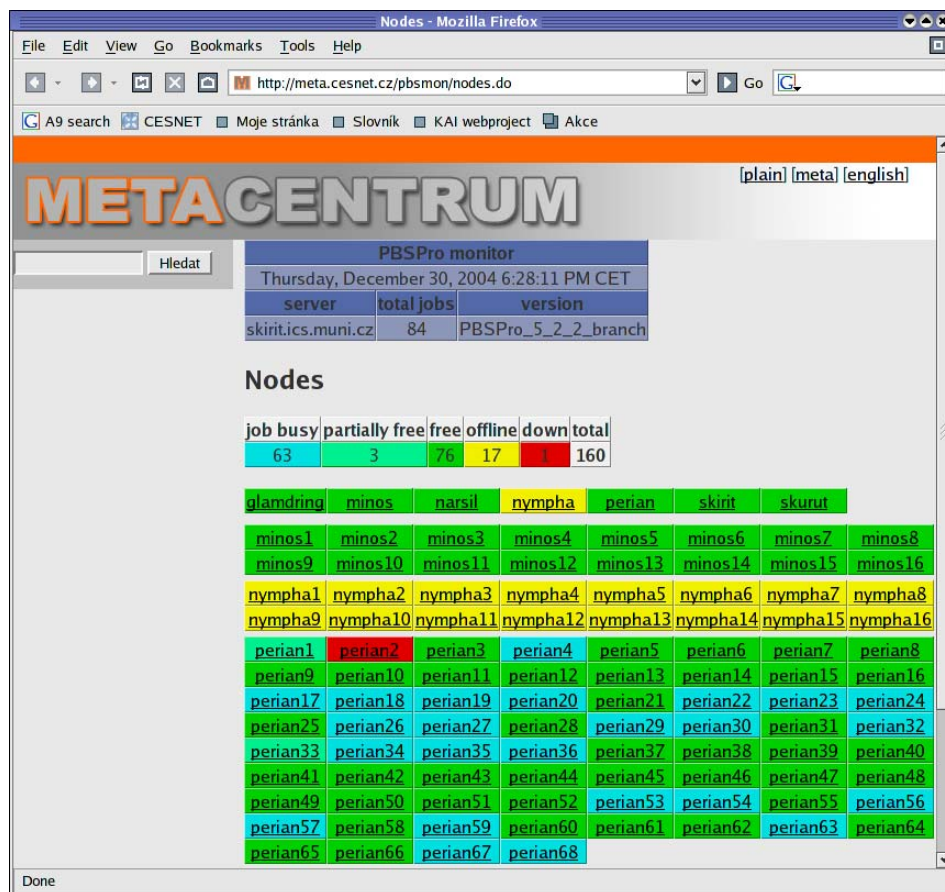 Nodes - Mozilla Firefox
File Edit View Go Bookmarks Tools Help
http://meta.cesnet.cz/pbsmon/nodes.do Go
A9 search CESNET Moje stránka Slovník KAI webproject Akce
[plain] [meta] [english]
METACENTRUM
Hledat
PBSPro monitor
Thursday, December 30, 2004 6:28:11 PM CET
server total jobs version
skirit.ics.muni.cz 84 PBSPro_5_2_2_branch
Nodes
job busy partially free free offline down total
63 3 76 17 1 160
glamdring minos narsil nympha perian skirit skurut
minos1 minos2 minos3 minos4 minos5 minos6 minos7 minos8
minos9 minos10 minos11 minos12 minos13 minos14 minos15 minos16
nympha1 nympha2 nympha3 nympha4 nympha5 nympha6 nympha7 nympha8
nympha9 nympha10 nympha11 nympha12 nympha13 nympha14 nympha15 nympha16
perian1 perian2 perian3 perian4 perian5 perian6 perian7 perian8
perian9 perian10 perian11 perian12 perian13 perian14 perian15 perian16
perian17 perian18 perian19 perian20 perian21 perian22 perian23 perian24
perian25 perian26 perian27 perian28 perian29 perian30 perian31 perian32
perian33 perian34 perian35 perian36 perian37 perian38 perian39 perian40
perian41 perian42 perian43 perian44 perian45 perian46 perian47 perian48
perian49 perian50 perian51 perian52 perian53 perian54 perian55 perian56
perian57 perian58 perian59 perian60 perian61 perian62 perian63 perian64
perian65 perian66 perian67 perian68
Done